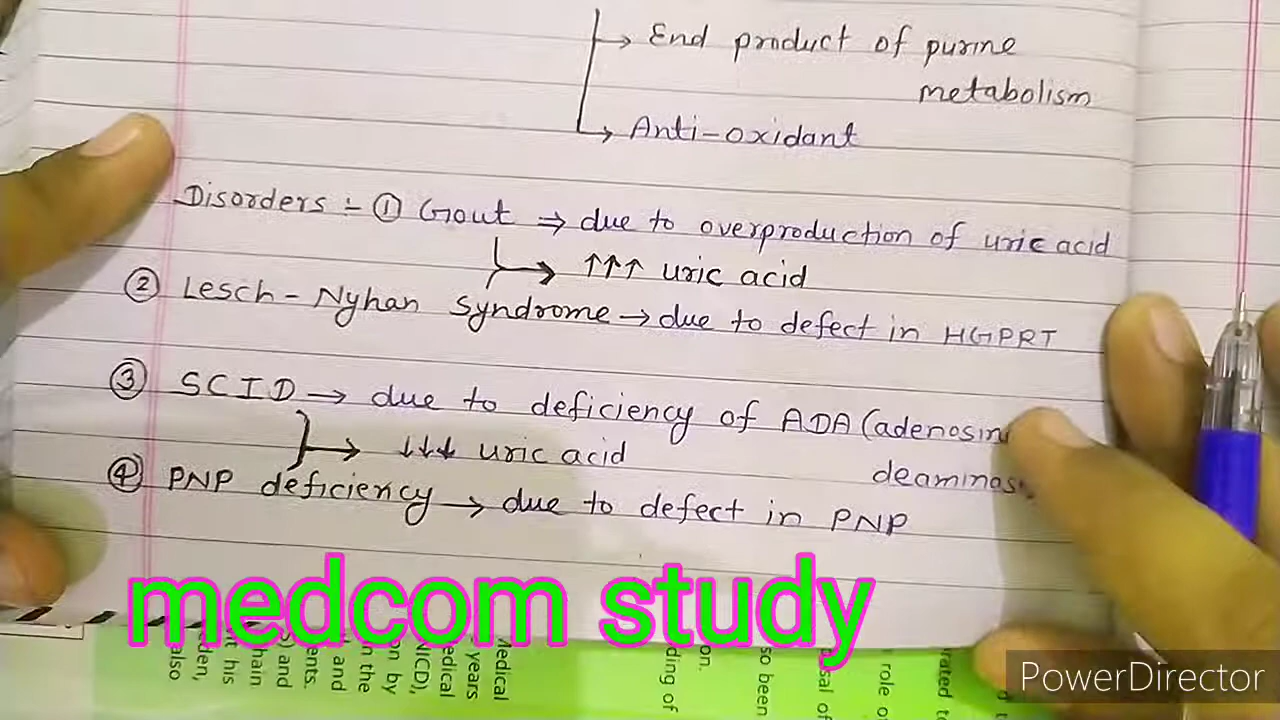 → End product of purine
metabolism
→ Anti-oxidant
Disorders :- ① Gout ⇒ due to overproduction of uric acid
→ ↑↑↑ uric acid
② Lesch - Nyhan Syndrome → due to defect in HGPRT
③ SCID → due to deficiency of ADA (adenosin
→ ↓↓↓ uric acid
deaminas
④ PNP deficiency → due to defect in PNP
medcom study
PowerDirector